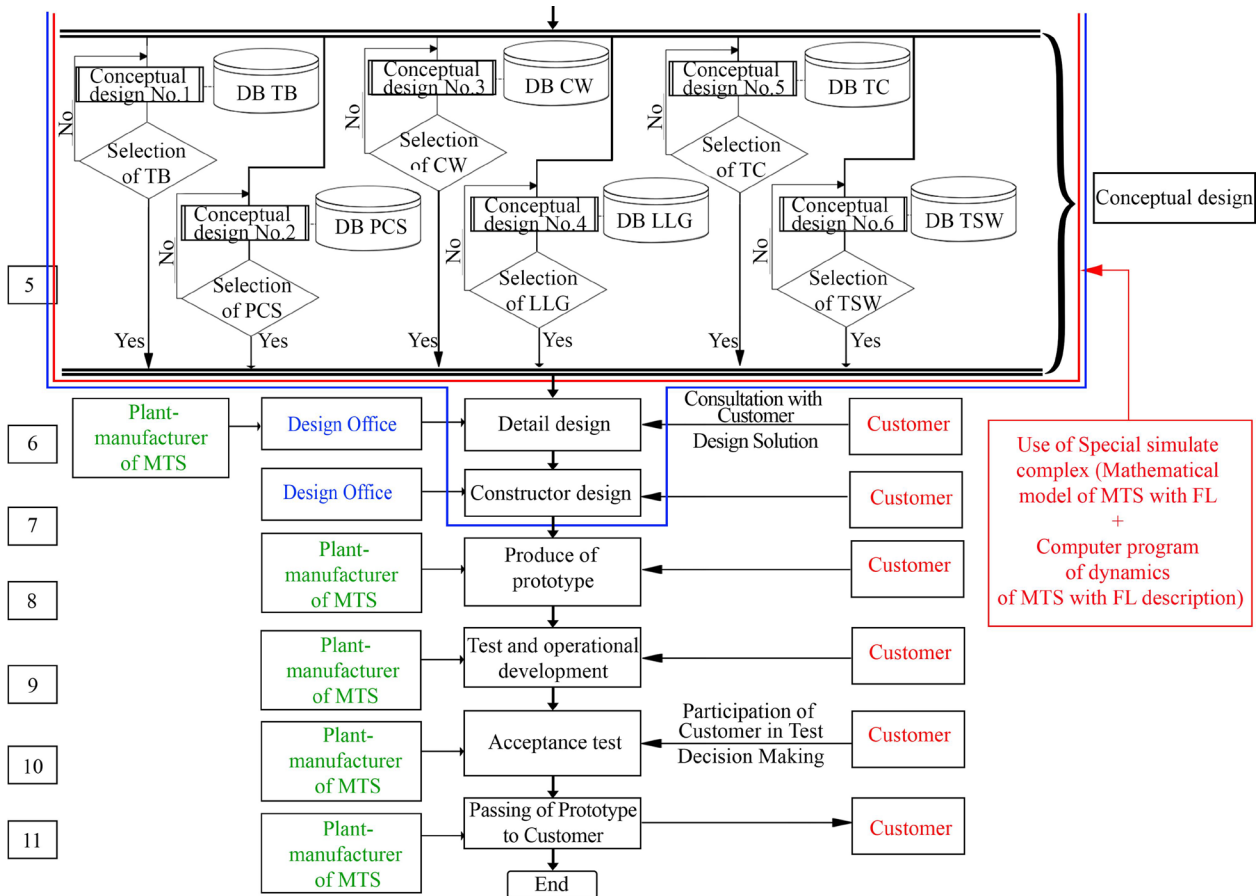 Conceptual
design No.1
DB TB
No
Selection
of TB
Yes
Conceptual
design No.2
DB PCS
No
Selection
of PCS
Yes
Conceptual
design No.3
DB CW
No
Selection
of CW
Yes
Conceptual
design No.4
DB LLG
No
Selection
of LLG
Yes
Conceptual
design No.5
DB TC
No
Selection
of TC
Yes
Conceptual
design No.6
DB TSW
No
Selection
of TSW
Yes
Conceptual design
5
6
Plant-
manufacturer
of MTS
Design Office
Detail design
Consultation with
Customer
Design Solution
Customer
Use of Special simulate
complex (Mathematical
model of MTS with FL
+
Computer program
of dynamics
of MTS with FL description)
7
Design Office
Constructor design
Customer
8
Plant-
manufacturer
of MTS
Produce of
prototype
Customer
9
Plant-
manufacturer
of MTS
Test and operational
development
Customer
10
Plant-
manufacturer
of MTS
Acceptance test
Participation of
Customer in Test
Decision Making
Customer
11
Plant-
manufacturer
of MTS
Passing of Prototype
to Customer
Customer
End